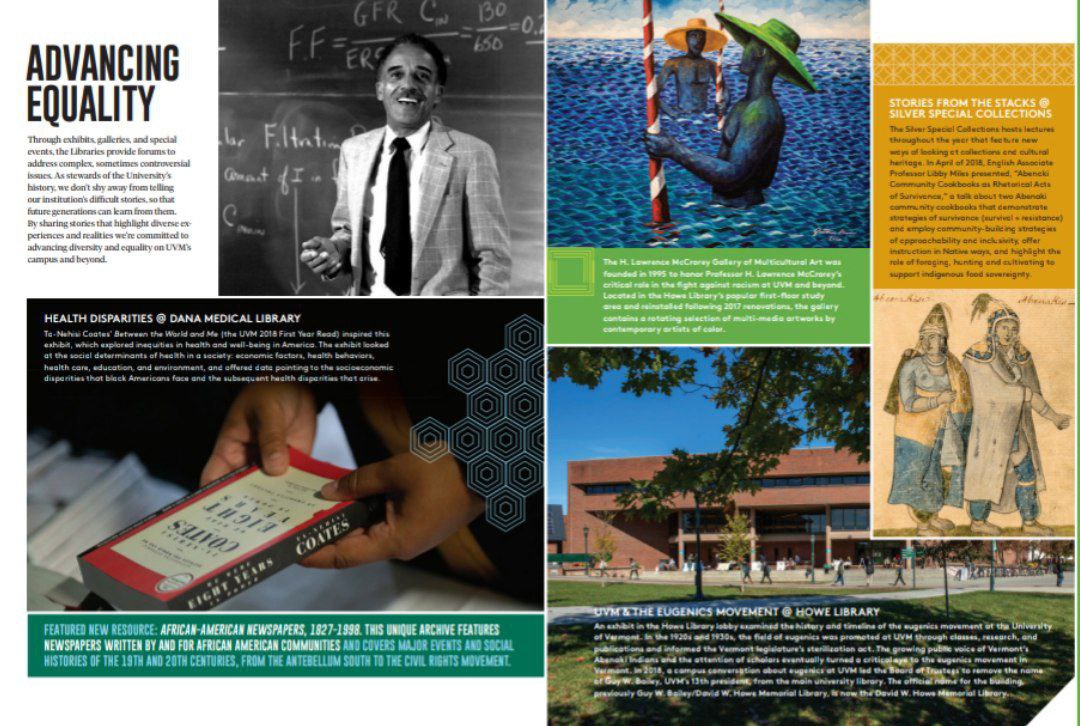 ADVANCING
EQUALITY
Through exhibits, galleries, and special
events, the Libraries provide forums to
address complex, sometimes controversial
issues. As stewards of the University's
history, we don't shy away from telling
our institution's difficult stories, so that
future generations can learn from them.
By sharing stories that highlight diverse ex-
periences and realities we're committed to
advancing diversity and equality on UVM's
campus and beyond.
GFR C IN = 130 = 0.2
F.F = ERS 650
Filtration
Amount of I in
HEALTH DISPARITIES @ DANA MEDICAL LIBRARY
Ta-Nehisi Coates' Between the World and Me (the UVM 2018 First Year Read) inspired this
exhibit, which explored inequities in health and well-being in America. The exhibit looked
at the social determinants of health in a society: economic factors, health behaviors,
health care, education, and environment, and offered data pointing to the socioeconomic
disparities that black Americans face and the subsequent health disparities that arise.
TA-NEHISI
COATES
WE WERE
EIGHT YEARS
IN POWER
TA-NEHISI
COATES
WE WERE
EIGHT YEARS
IN POWER
FEATURED NEW RESOURCE: AFRICAN-AMERICAN NEWSPAPERS, 1827-1998. THIS UNIQUE ARCHIVE FEATURES
NEWSPAPERS WRITTEN BY AND FOR AFRICAN AMERICAN COMMUNITIES AND COVERS MAJOR EVENTS AND SOCIAL
HISTORIES OF THE 19TH AND 20TH CENTURIES, FROM THE ANTEBELLUM SOUTH TO THE CIVIL RIGHTS MOVEMENT.
The H. Lawrence McCrorey Gallery of Multicultural Art was
founded in 1995 to honor Professor H. Lawrence McCrorey's
critical role in the fight against racism at UVM and beyond.
Located in the Howe Library's popular first-floor study
area and reinstalled following 2017 renovations, the gallery
contains a rotating selection of multi-media artworks by
contemporary artists of color.
STORIES FROM THE STACKS @
SILVER SPECIAL COLLECTIONS
The Silver Special Collections hosts lectures
throughout the year that feature new
ways of looking at collections and cultural
heritage. In April of 2018, English Associate
Professor Libby Miles presented, "Abenaki
Community Cookbooks as Rhetorical Acts
of Survivance," a talk about two Abenaki
community cookbooks that demonstrate
strategies of survivance (survival + resistance)
and employ community-building strategies
of approachability and inclusivity, offer
instruction in Native ways, and highlight the
role of foraging, hunting and cultivating to
support indigenous food sovereignty.
UVM & THE EUGENICS MOVEMENT @ HOWE LIBRARY
An exhibit in the Howe Library lobby examined the history and timeline of the eugenics movement at the University
of Vermont. In the 1920s and 1930s, the field of eugenics was promoted at UVM through classes, research, and
publications and informed the Vermont legislature's sterilization act. The growing public voice of Vermont's
Abenaki Indians and the attention of scholars eventually turned a critical eye to the eugenics movement in
Vermont. In 2018, a campus conversation about eugenics at UVM led the Board of Trustees to remove the name
of Guy W. Bailey, UVM's 13th president, from the main university library. The official name for the building,
previously Guy W. Bailey/David W. Howe Memorial Library, is now the David W. Howe Memorial Library.